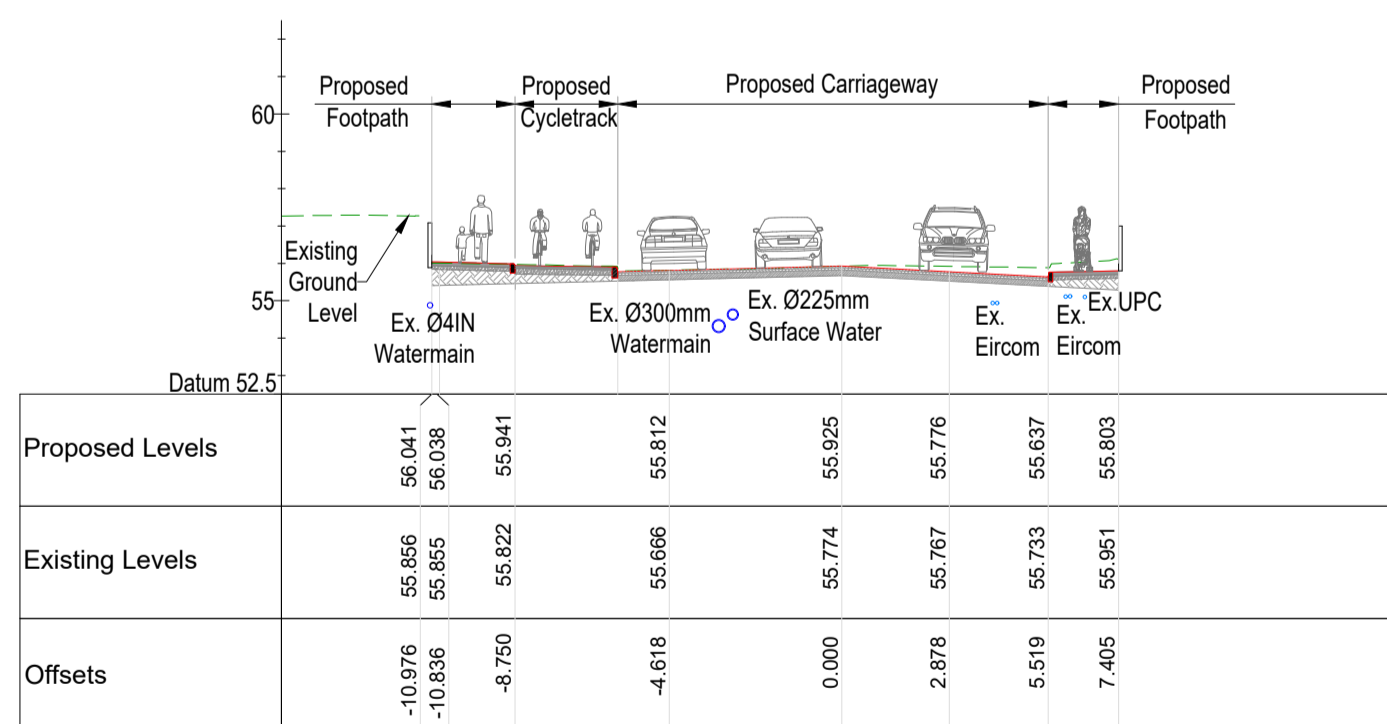 Proposed
Footpath
Proposed
Cycletrack
Proposed Carriageway
Proposed
Footpath
60
Existing
Ground
Level
55
Ex. Ø4IN
Watermain
Ex. Ø300mm
Watermain
Ex. Ø225mm
Surface Water
Ex.
Eircom
Ex.
Eircom
Ex.UPC
Datum 52.5
Proposed Levels
56.041
56.038
55.941
55.812
55.925
55.776
55.637
55.803
Existing Levels
55.856
55.855
55.822
55.666
55.774
55.767
55.733
55.951
Offsets
-10.976
-10.836
-8.750
-4.618
0.000
2.878
5.519
7.405